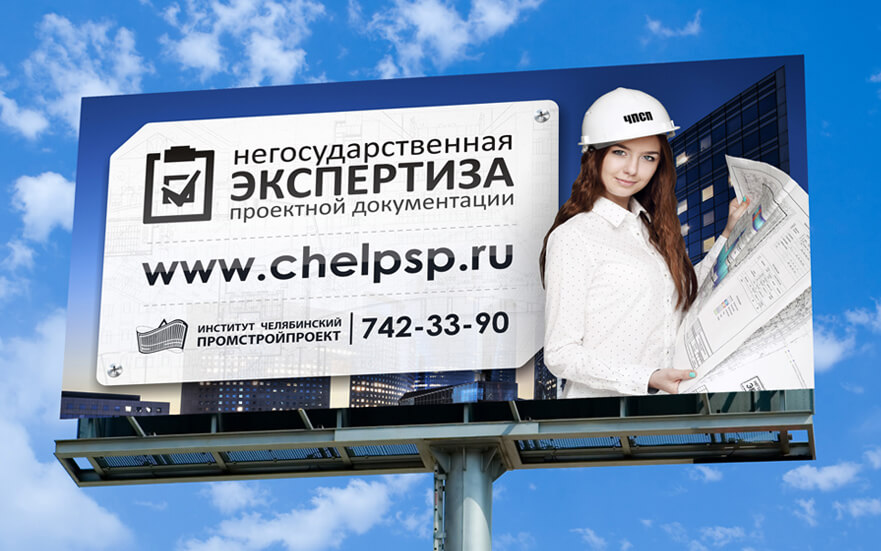 негосударственная
ЭКСПЕРТИЗА
проектной документации
www.chelpsp.ru
ИНСТИТУТ ЧЕЛЯБИНСКИЙ
ПРОМСТРОЙПРОЕКТ
742-33-90
ЧПСП